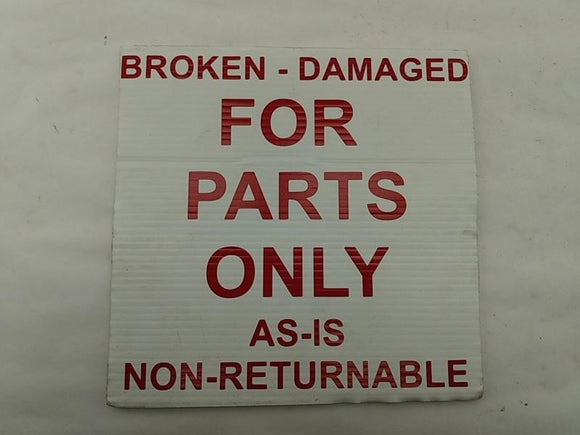 BROKEN - DAMAGED
FOR
PARTS
ONLY
AS-IS
NON-RETURNABLE